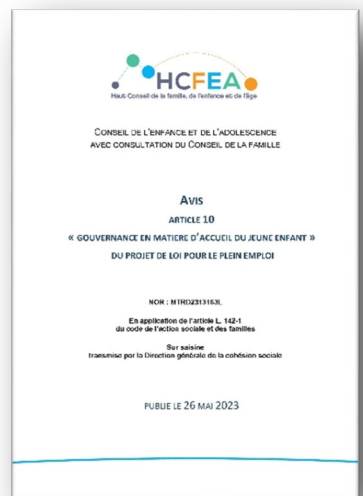 HCFEA
Haut Conseil de la famille, de l'enfance et de l'âge
CONSEIL DE L'ENFANCE ET DE L'ADOLESCENCE
AVEC CONSULTATION DU CONSEIL DE LA FAMILLE
AVIS
ARTICLE 10
« GOUVERNANCE EN MATIERE D'ACCUEIL DU JEUNE ENFANT »
DU PROJET DE LOI POUR LE PLEIN EMPLOI
NOR : MTRD2313163L
En application de l'article L. 142-1
du code de l'action sociale et des familles
Sur saisine
transmise par la Direction générale de la cohésion sociale
PUBLIE LE 26 MAI 2023